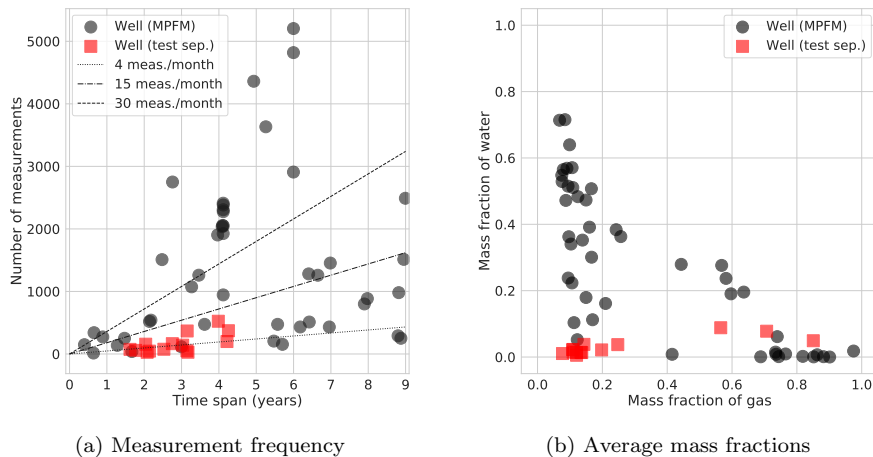 Well (MPFM)
Well (test sep.)
4 meas./month
15 meas./month
30 meas./month
Number of measurements
5000
4000
3000
2000
1000
0
0 1 2 3 4 5 6 7 8 9
Time span (years)
(a) Measurement frequency
Well (MPFM)
Well (test sep.)
Mass fraction of water
1.0
0.8
0.6
0.4
0.2
0.0
0.0 0.2 0.4 0.6 0.8 1.0
Mass fraction of gas
(b) Average mass fractions